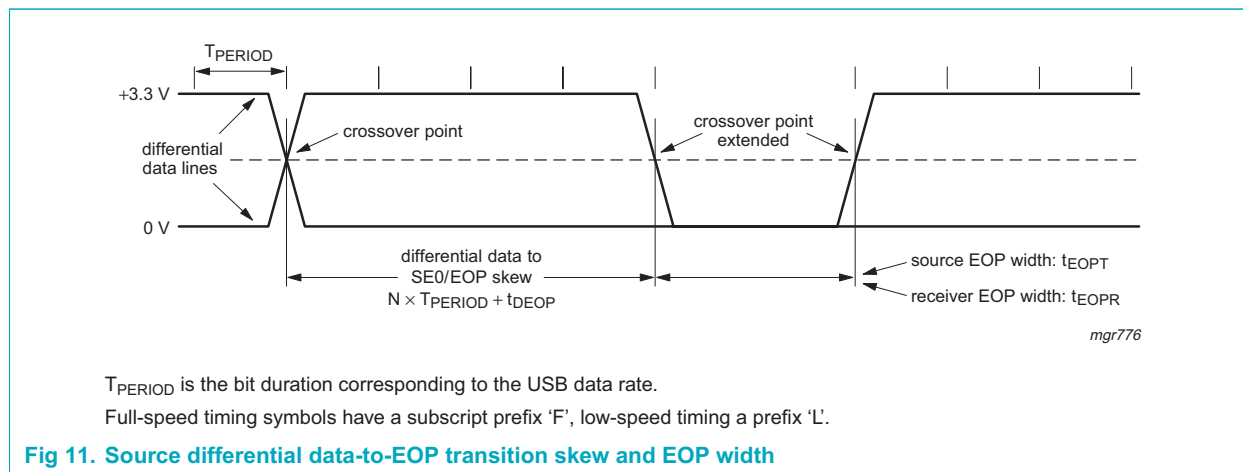 TPERIOD
+3.3 V
crossover point
crossover point
extended
differential
data lines
0 V
differential data to
SE0/EOP skew
N × TPERIOD + tDEOP
source EOP width: tEOPT
receiver EOP width: tEOPR
mgr776
TPERIOD is the bit duration corresponding to the USB data rate.
Full-speed timing symbols have a subscript prefix ‘F’, low-speed timing a prefix ‘L’.
Fig 11. Source differential data-to-EOP transition skew and EOP width